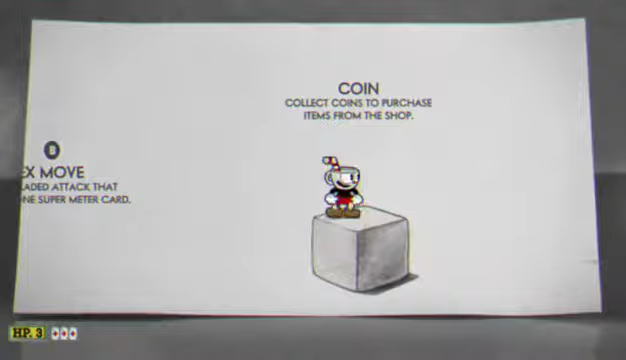 COIN
COLLECT COINS TO PURCHASE
ITEMS FROM THE SHOP.
B
EX MOVE
ADED ATTACK THAT
NE SUPER METER CARD.
HP. 3